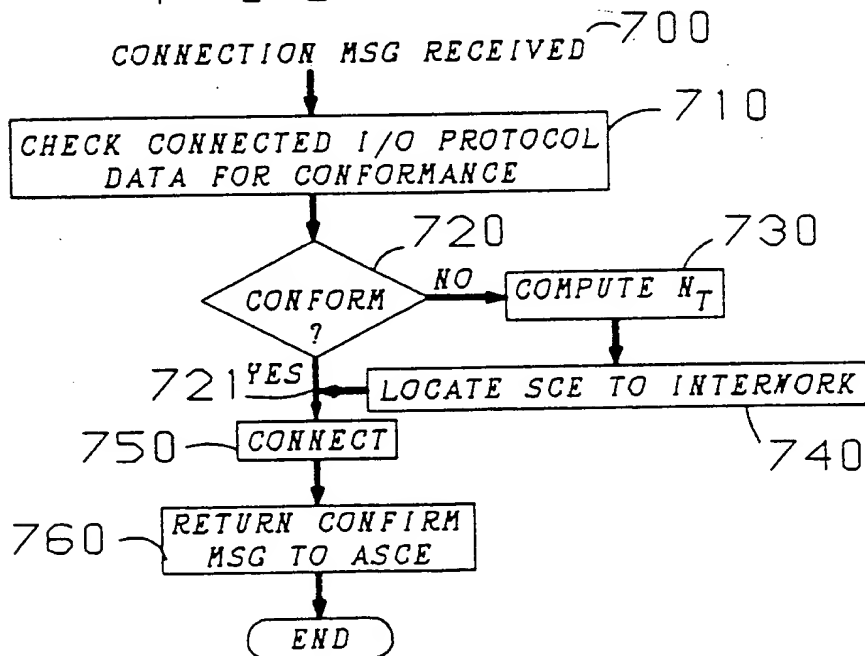 CONNECTION MSG RECEIVED 700
710
CHECK CONNECTED I/O PROTOCOL
DATA FOR CONFORMANCE
720
730
CONFORM
?
NO
COMPUTE N_T
YES
721
LOCATE SCE TO INTERWORK
740
750
CONNECT
760
RETURN CONFIRM
MSG TO ASCE
END